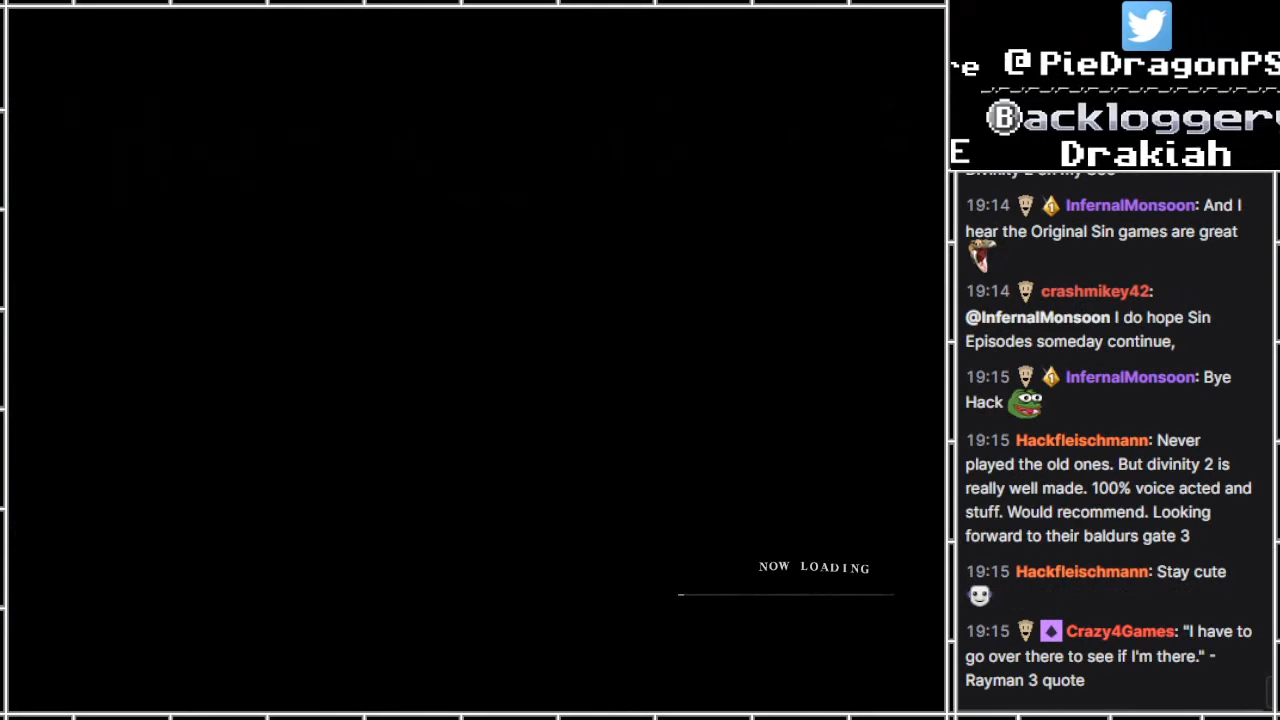 re @PieDragonPS
Backloggery
E Drakiah
19:14 InfernalMonsoon: And I
hear the Original Sin games are great
19:14 crashmikey42:
@InfernalMonsoon I do hope Sin
Episodes someday continue,
19:15 InfernalMonsoon: Bye
Hack
19:15 Hackfleischmann: Never
played the old ones. But divinity 2 is
really well made. 100% voice acted and
stuff. Would recommend. Looking
forward to their baldurs gate 3
19:15 Hackfleischmann: Stay cute
19:15 Crazy4Games: "I have to
go over there to see if I'm there." -
Rayman 3 quote
NOW LOADING